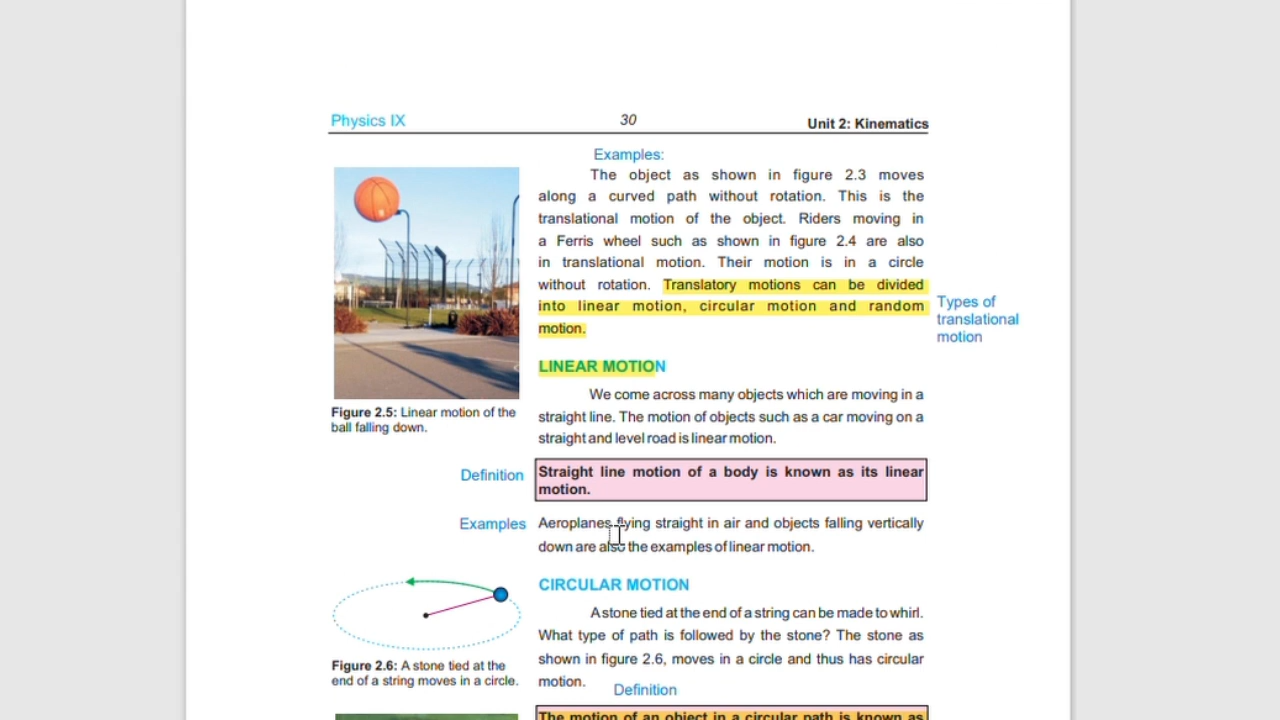 Physics IX
30
Unit 2: Kinematics
Examples:
The object as shown in figure 2.3 moves
along a curved path without rotation. This is the
translational motion of the object. Riders moving in
a Ferris wheel such as shown in figure 2.4 are also
in translational motion. Their motion is in a circle
without rotation. Translatory motions can be divided
into linear motion, circular motion and random
motion.
Types of
translational
motion
Figure 2.5: Linear motion of the
ball falling down.
LINEAR MOTION
We come across many objects which are moving in a
straight line. The motion of objects such as a car moving on a
straight and level road is linear motion.
Definition
Straight line motion of a body is known as its linear
motion.
Examples
Aeroplanes flying straight in air and objects falling vertically
down are also the examples of linear motion.
CIRCULAR MOTION
A stone tied at the end of a string can be made to whirl.
What type of path is followed by the stone? The stone as
shown in figure 2.6, moves in a circle and thus has circular
motion.
Figure 2.6: A stone tied at the
end of a string moves in a circle.
Definition
The motion of an object in a circular path is known as